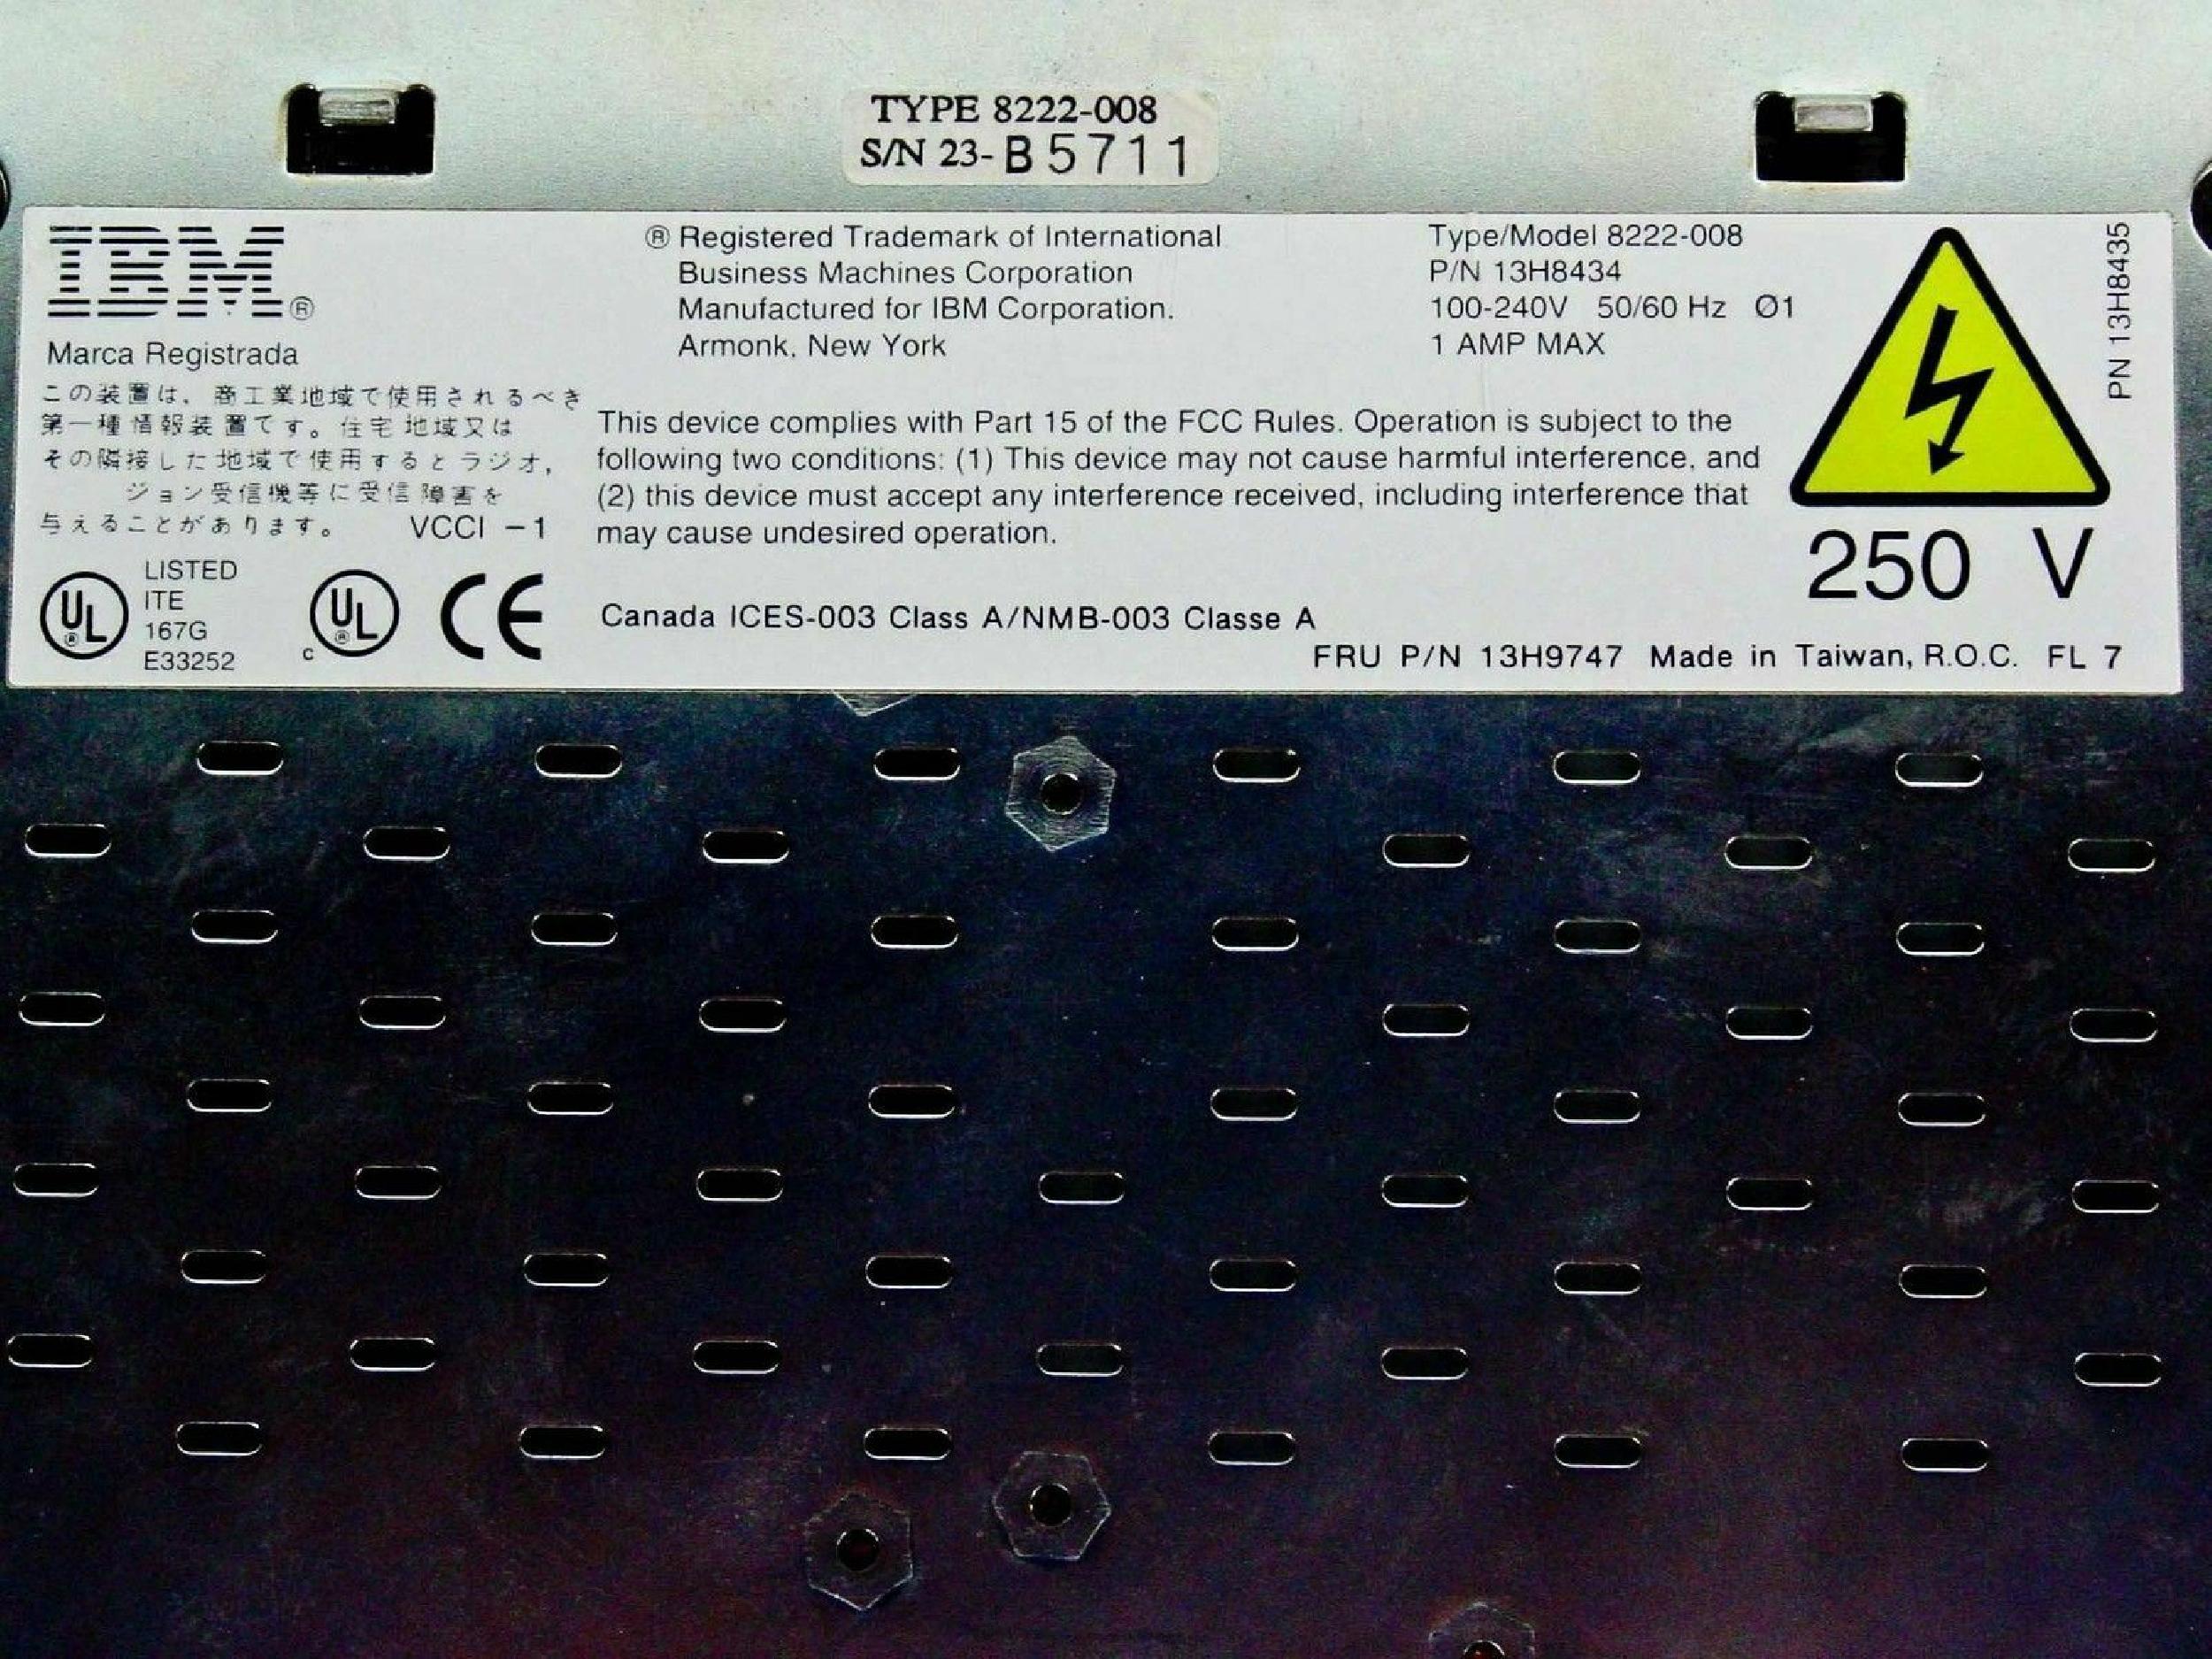 TYPE 8222-008
S/N 23-B5711
IBM®
Marca Registrada
この装置は、商工業地域で使用されるべき
第一種情報装置です。住宅地域又は
その隣接した地域で使用するとラジオ,
ジョン受信機等に受信障害を
与えることがあります。 VCCI －1
LISTED
ITE
167G
E33252
UL®
c UL®
CE
® Registered Trademark of International
Business Machines Corporation
Manufactured for IBM Corporation.
Armonk, New York
Type/Model 8222-008
P/N 13H8434
100-240V 50/60 Hz Ø1
1 AMP MAX
This device complies with Part 15 of the FCC Rules. Operation is subject to the
following two conditions: (1) This device may not cause harmful interference, and
(2) this device must accept any interference received, including interference that
may cause undesired operation.
Canada ICES-003 Class A/NMB-003 Classe A
FRU P/N 13H9747 Made in Taiwan, R.O.C. FL 7
250 V
PN 13H8435